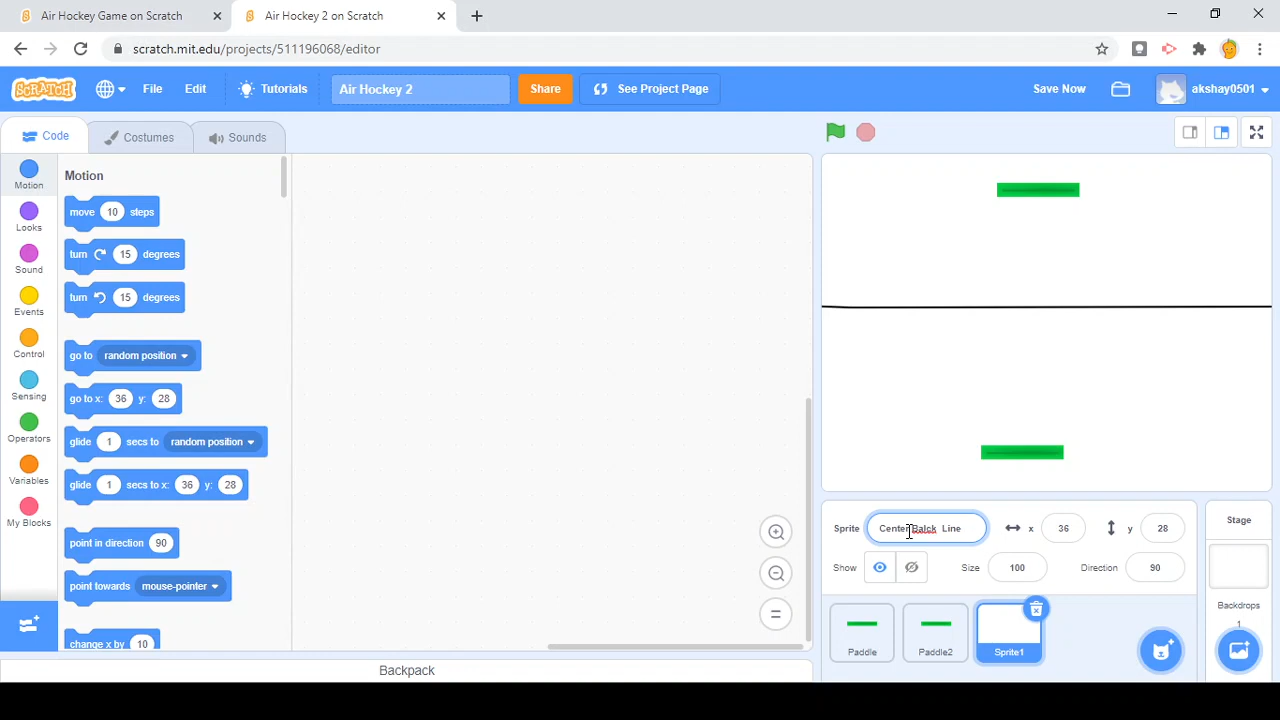 Air Hockey Game on Scratch
Air Hockey 2 on Scratch
scratch.mit.edu/projects/511196068/editor
SCRATCH
File
Edit
Tutorials
Air Hockey 2
Share
See Project Page
Save Now
akshay0501
Code
Costumes
Sounds
Motion
Looks
Sound
Events
Control
Sensing
Operators
Variables
My Blocks
Motion
move 10 steps
turn 15 degrees
turn 15 degrees
go to random position
go to x: 36 y: 28
glide 1 secs to random position
glide 1 secs to x: 36 y: 28
point in direction 90
point towards mouse-pointer
change x by 10
Backpack
Sprite Center Balck Line x 36 y 28
Show Size 100 Direction 90
Paddle
Paddle2
Sprite1
Stage
Backdrops
1